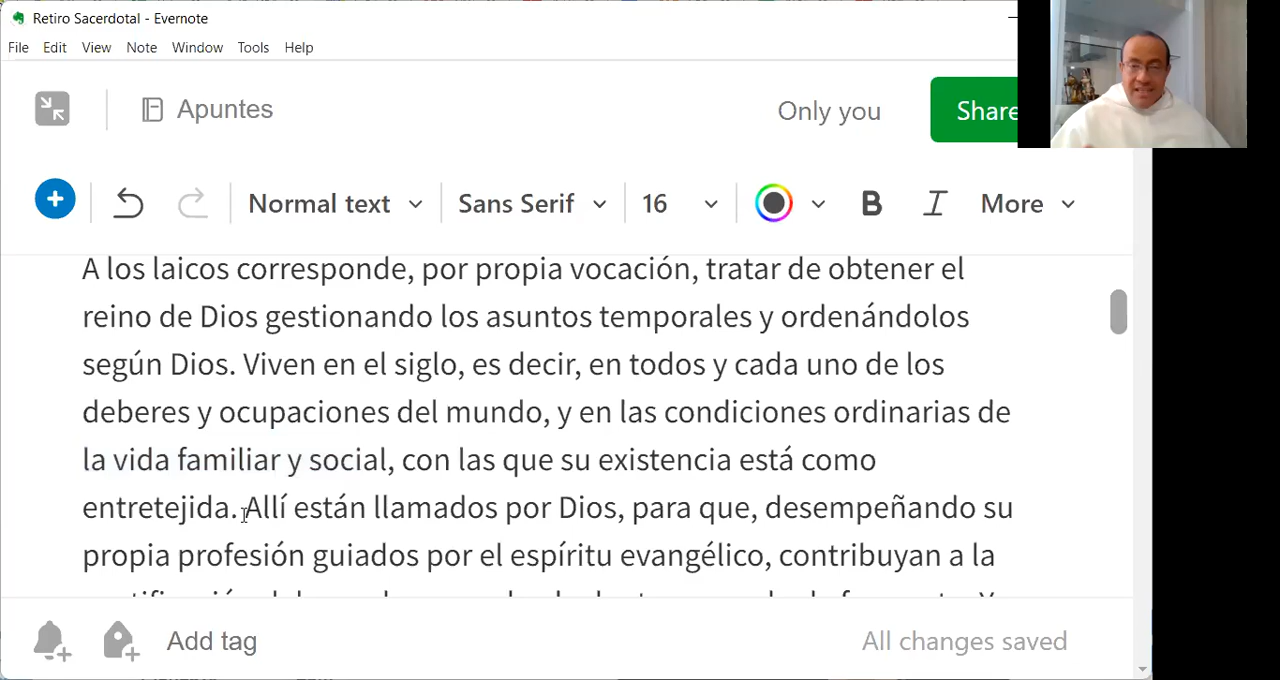 Retiro Sacerdotal - Evernote
File Edit View Note Window Tools Help
Apuntes
Only you
Share
Normal text
Sans Serif
16
B
I
More
A los laicos corresponde, por propia vocación, tratar de obtener el
reino de Dios gestionando los asuntos temporales y ordenándolos
según Dios. Viven en el siglo, es decir, en todos y cada uno de los
deberes y ocupaciones del mundo, y en las condiciones ordinarias de
la vida familiar y social, con las que su existencia está como
entretejida. Allí están llamados por Dios, para que, desempeñando su
propia profesión guiados por el espíritu evangélico, contribuyan a la
Add tag
All changes saved